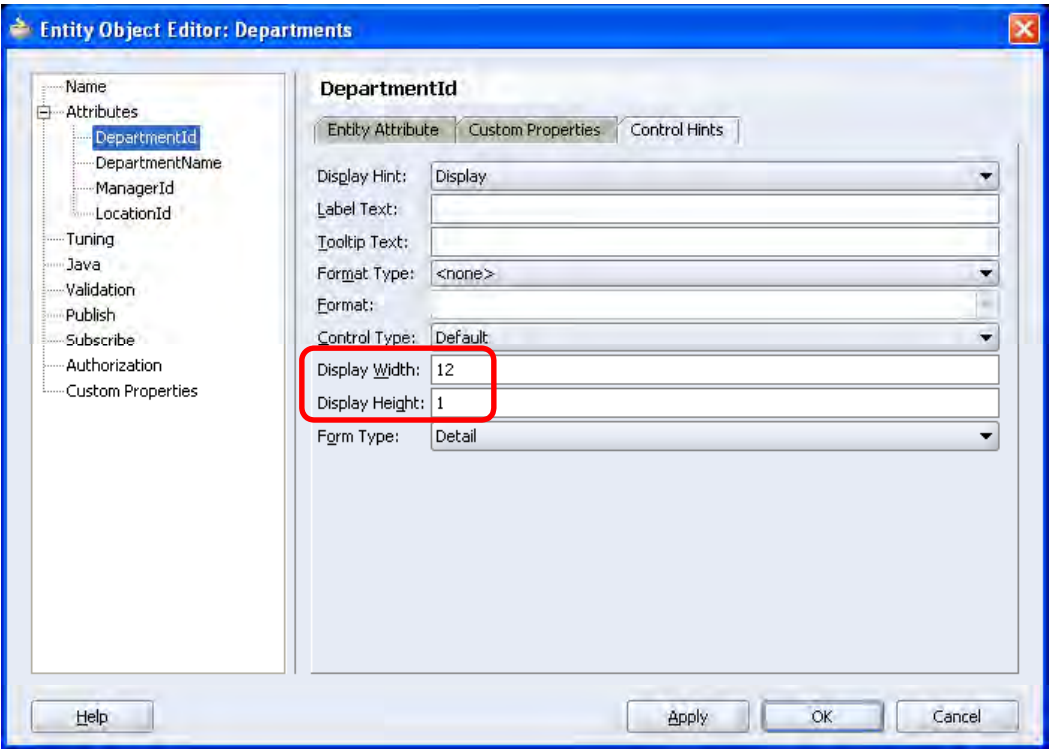 Entity Object Editor: Departments
Name
Attributes
DepartmentId
DepartmentName
ManagerId
LocationId
Tuning
Java
Validation
Publish
Subscribe
Authorization
Custom Properties
DepartmentId
Entity Attribute Custom Properties Control Hints
Display Hint: Display
Label Text:
Tooltip Text:
Format Type: <none>
Format:
Control Type: Default
Display Width: 12
Display Height: 1
Form Type: Detail
Help Apply OK Cancel